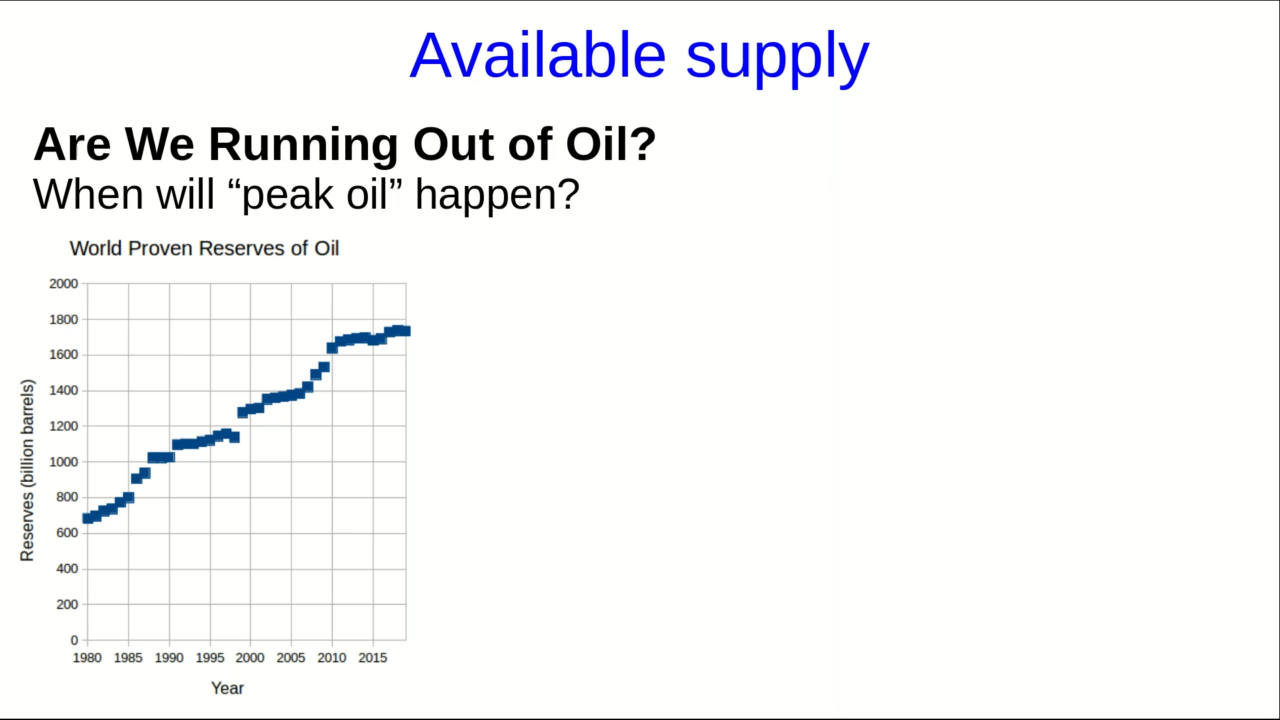 Available supply
Are We Running Out of Oil?
When will “peak oil” happen?
World Proven Reserves of Oil
2000
1800
1600
1400
1200
1000
800
600
400
200
0
Reserves (billion barrels)
1980 1985 1990 1995 2000 2005 2010 2015
Year